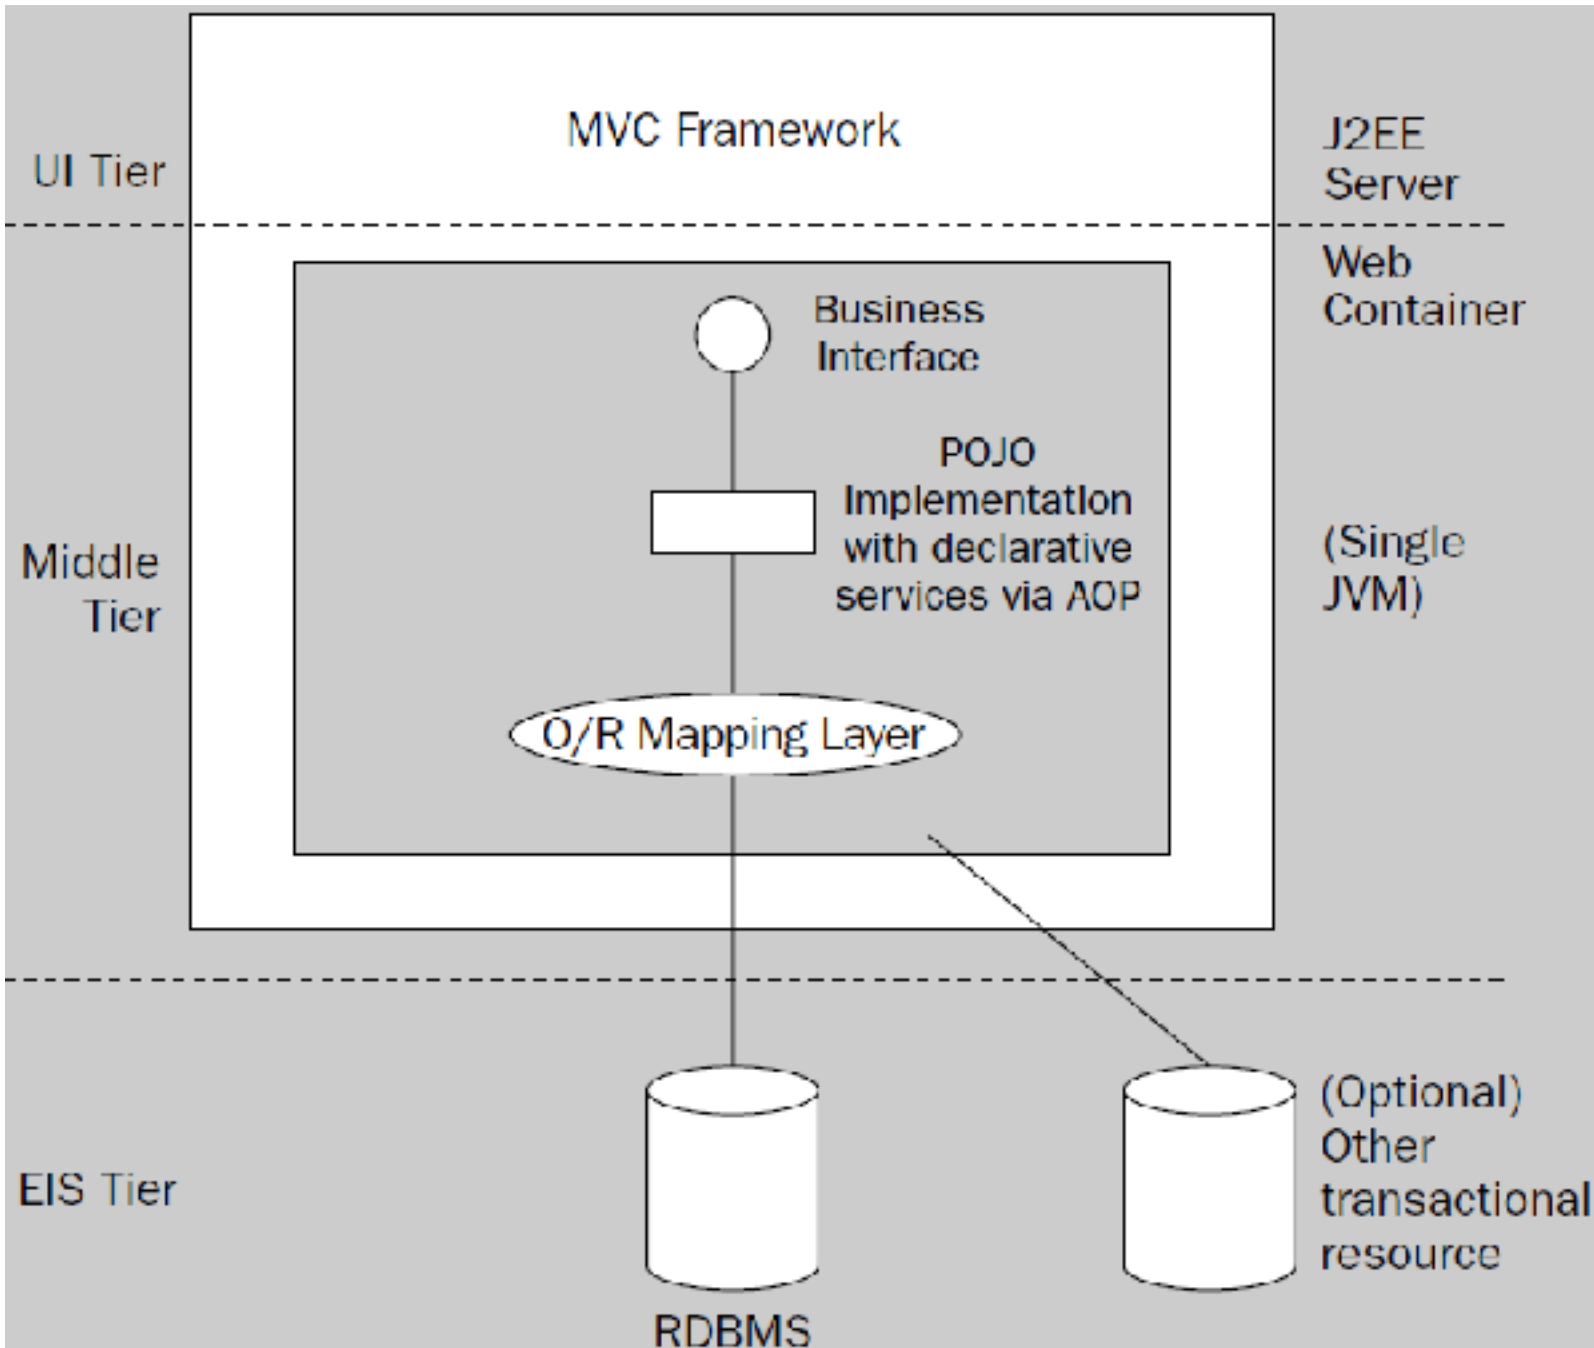 MVC Framework
UI Tier
J2EE
Server
Web
Container
Business
Interface
POJO
Implementation
with declarative
services via AOP
Middle
Tier
(Single
JVM)
O/R Mapping Layer
EIS Tier
(Optional)
Other
transactional
resource
RDBMS